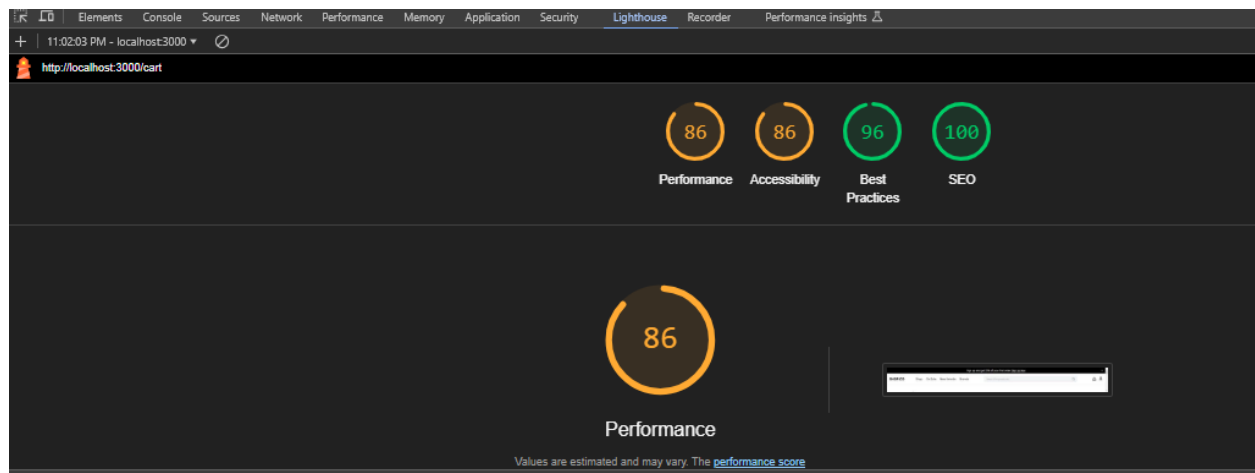 Elements Console Sources Network Performance Memory Application Security Lighthouse Recorder Performance insights
11:02:03 PM - localhost:3000
http://localhost:3000/cart
86 86 96 100
Performance Accessibility Best Practices SEO
86
Performance
Values are estimated and may vary. The performance score